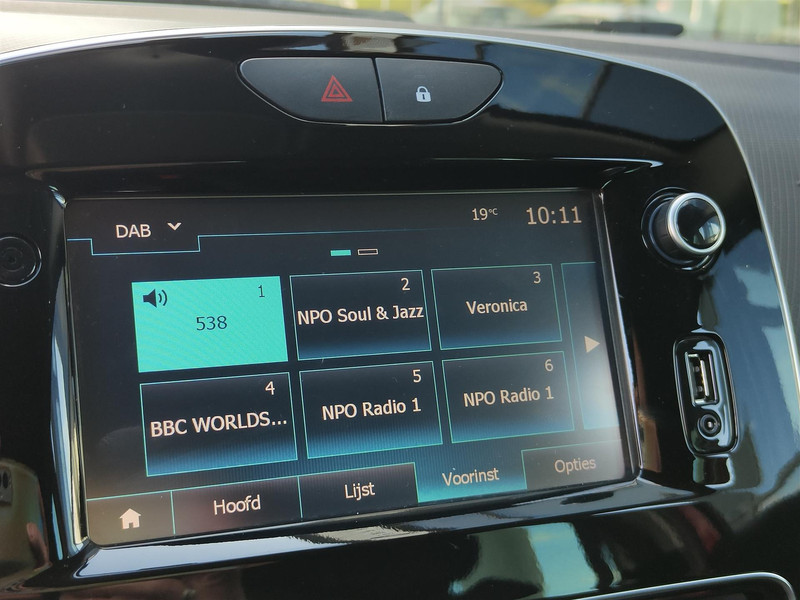 DAB
19°C 10:11
1
538
2
NPO Soul & Jazz
3
Veronica
4
BBC WORLDS...
5
NPO Radio 1
6
NPO Radio 1
Hoofd Lijst Voorinst Opties